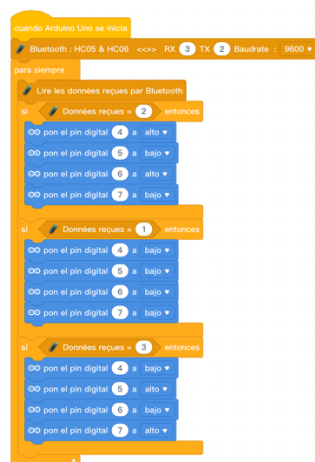 cuando Arduino Uno se inicia
Bluetooth : HC05 & HC06 <<>> RX 3 TX 2 Baudrate : 9600
para siempre
Lire les données reçues par Bluetooth
si Données reçues = 2 entonces
pon el pin digital 4 a alto
pon el pin digital 5 a bajo
pon el pin digital 6 a alto
pon el pin digital 7 a bajo
si Données reçues = 1 entonces
pon el pin digital 4 a bajo
pon el pin digital 5 a bajo
pon el pin digital 6 a bajo
pon el pin digital 7 a bajo
si Données reçues = 3 entonces
pon el pin digital 4 a bajo
pon el pin digital 5 a alto
pon el pin digital 6 a bajo
pon el pin digital 7 a alto